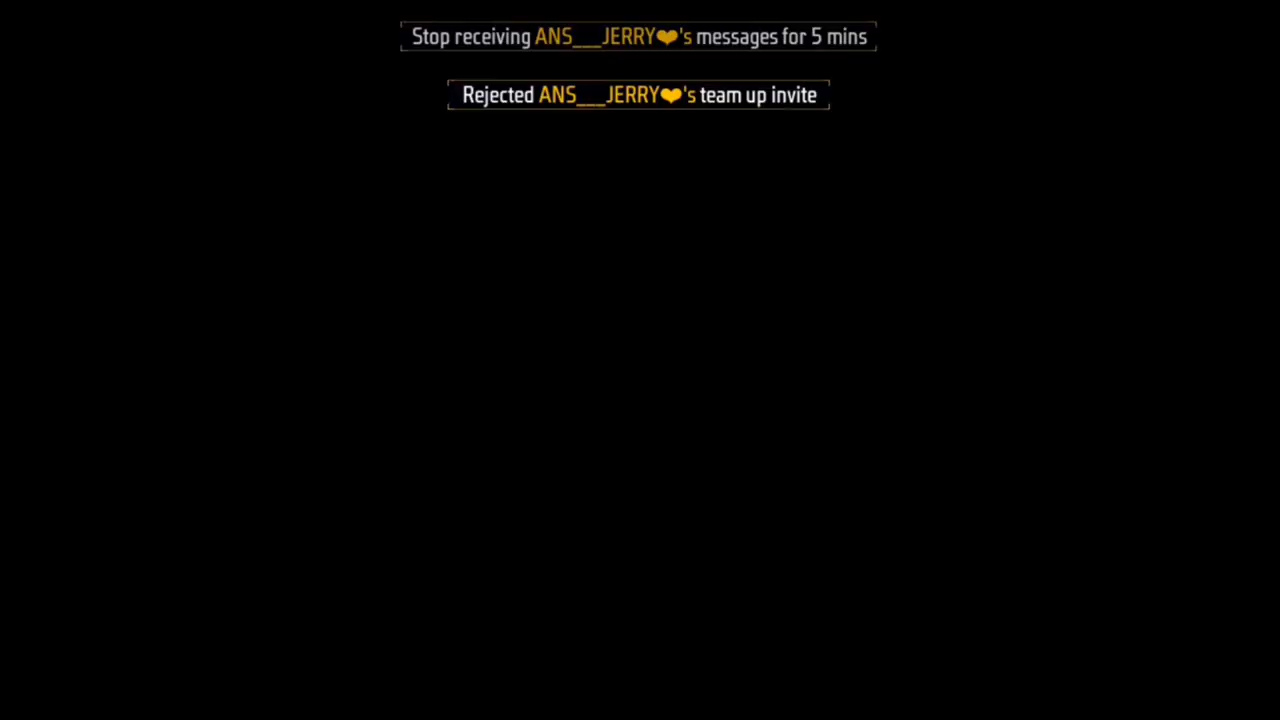 Stop receiving ANS___JERRY❤'s messages for 5 mins
Rejected ANS___JERRY❤'s team up invite